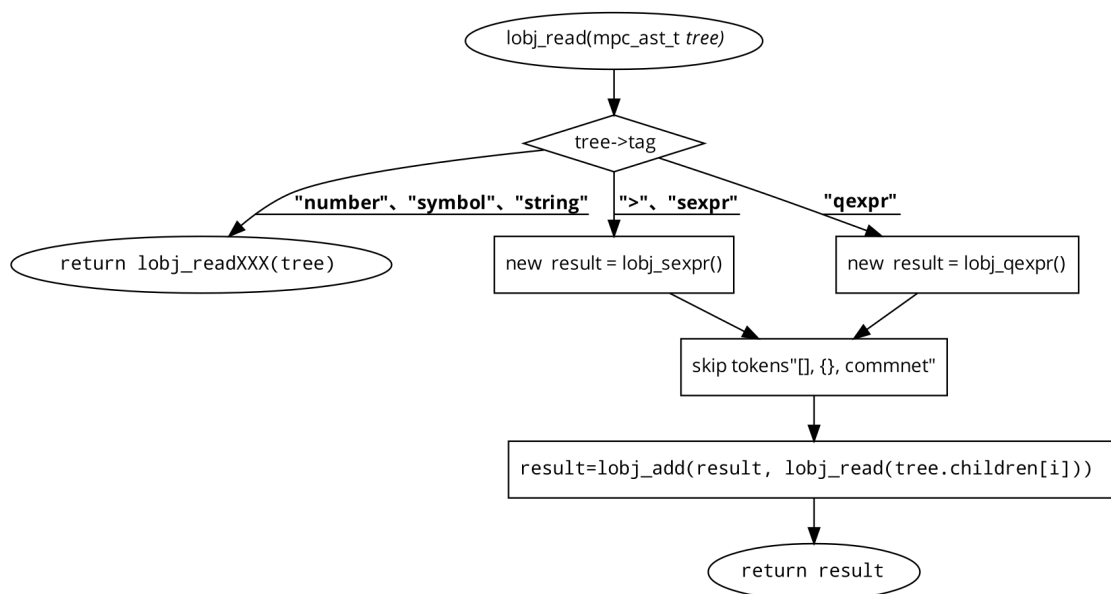 lobj_read(mpc_ast_t tree)
tree->tag
"number"、"symbol"、"string"
">"、"sexpr"
"qexpr"
return lobj_readXXX(tree)
new  result = lobj_sexpr()
new  result = lobj_qexpr()
skip tokens"[], {}, commnet"
result=lobj_add(result, lobj_read(tree.children[i]))
return result